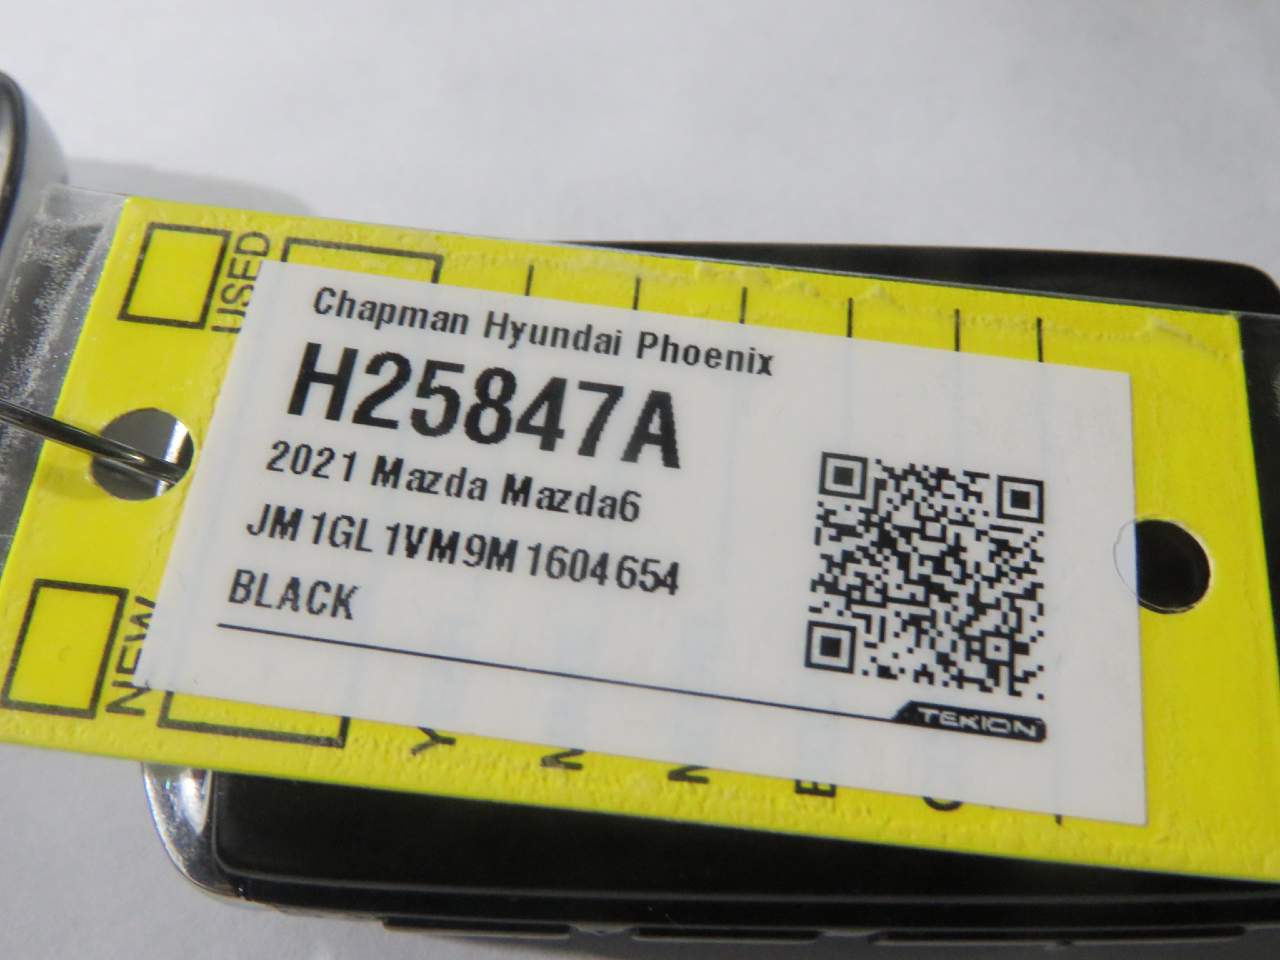 USED
Chapman Hyundai Phoenix
H25847A
2021 Mazda Mazda6
JM1GL1VM9M1604654
BLACK
TEKION
NEW